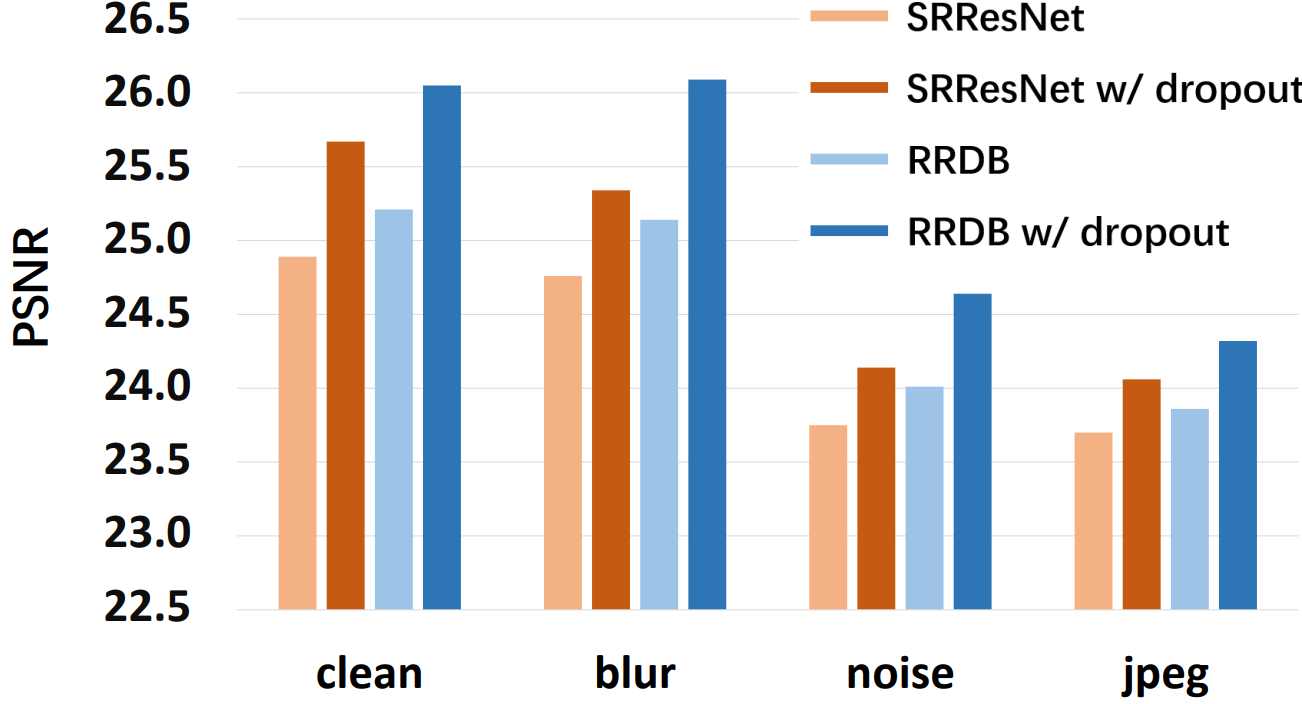 26.5
26.0
25.5
25.0
24.5
24.0
23.5
23.0
22.5
PSNR
SRResNet
SRResNet w/ dropout
RRDB
RRDB w/ dropout
clean
blur
noise
jpeg